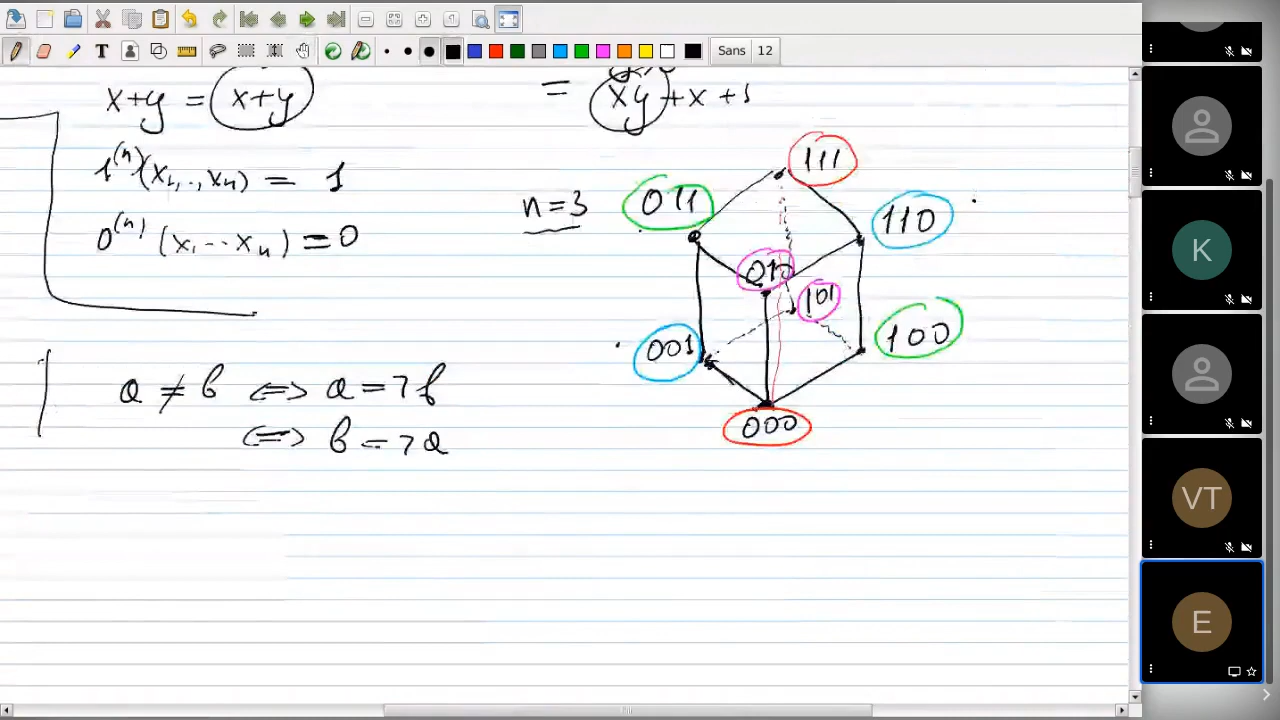 Sans 12
x+y = x+y
= xy+x+1
1^(n)(x₁,..,xₙ) = 1
0^(n)(x₁...xₙ) = 0
n=3
111
011
110
010
101
001
100
000
a ≠ b ⇔ a = ¬b
⇔ b = ¬a
K
VT
E